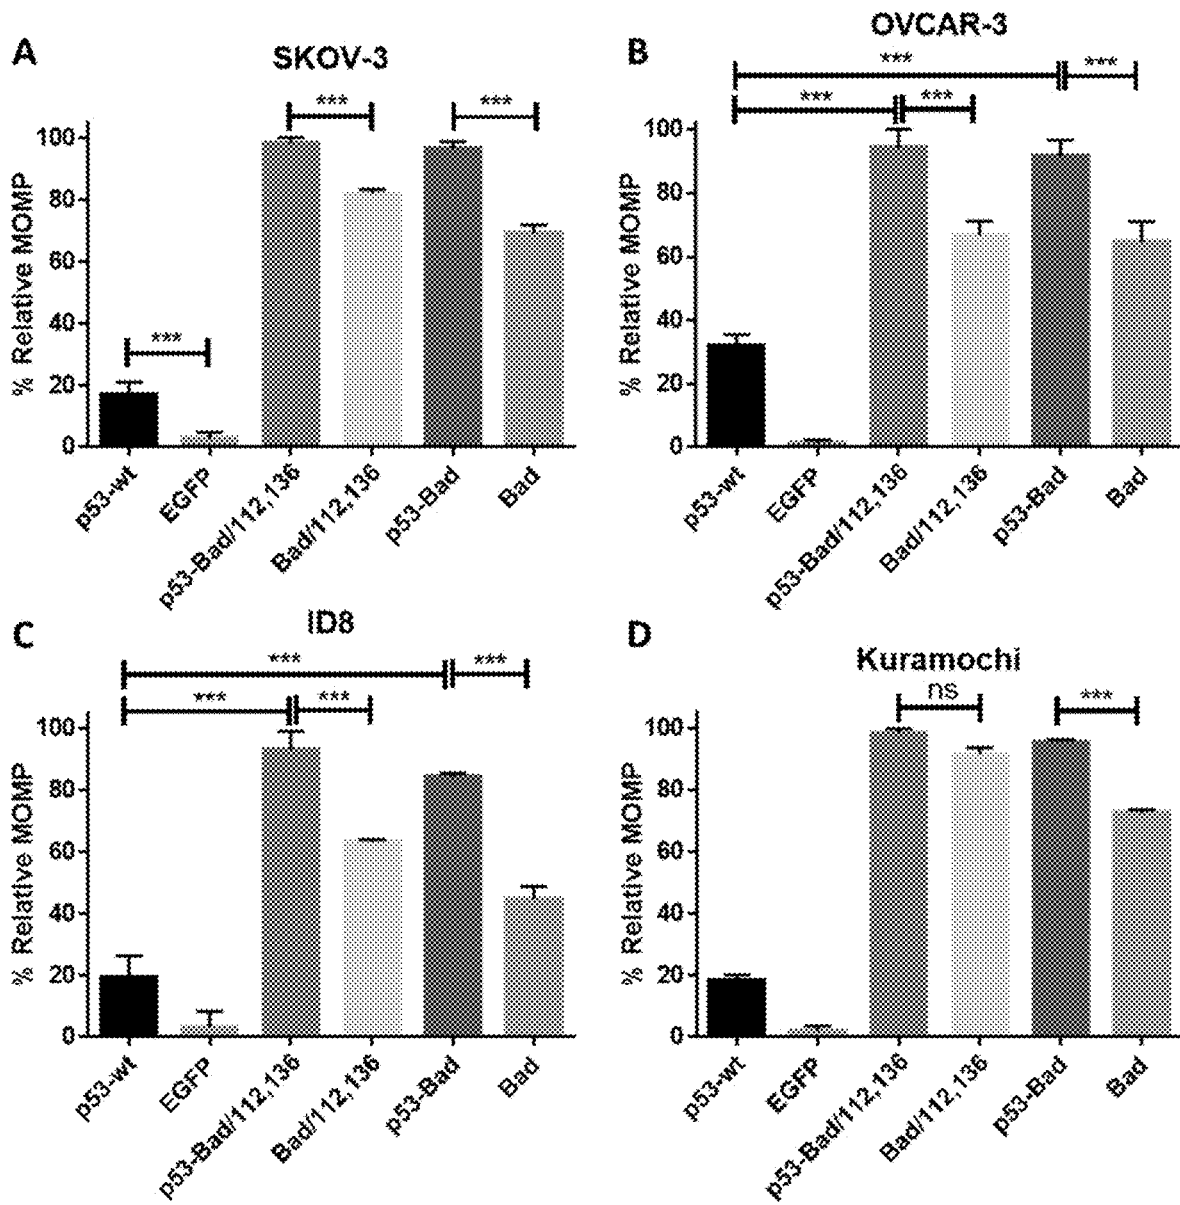 A
SKOV-3
*** ***
***
% Relative MOMP
100
80
60
40
20
0
p53-wt
EGFP
p53-Bad/112,136
Bad/112,136
p53-Bad
Bad
B
OVCAR-3
*** ***
*** ***
% Relative MOMP
100
80
60
40
20
0
p53-wt
EGFP
p53-Bad/112,136
Bad/112,136
p53-Bad
Bad
C
ID8
*** ***
*** ***
% Relative MOMP
100
80
60
40
20
0
p53-wt
EGFP
p53-Bad/112,136
Bad/112,136
p53-Bad
Bad
D
Kuramochi
ns ***
% Relative MOMP
100
80
60
40
20
0
p53-wt
EGFP
p53-Bad/112,136
Bad/112,136
p53-Bad
Bad